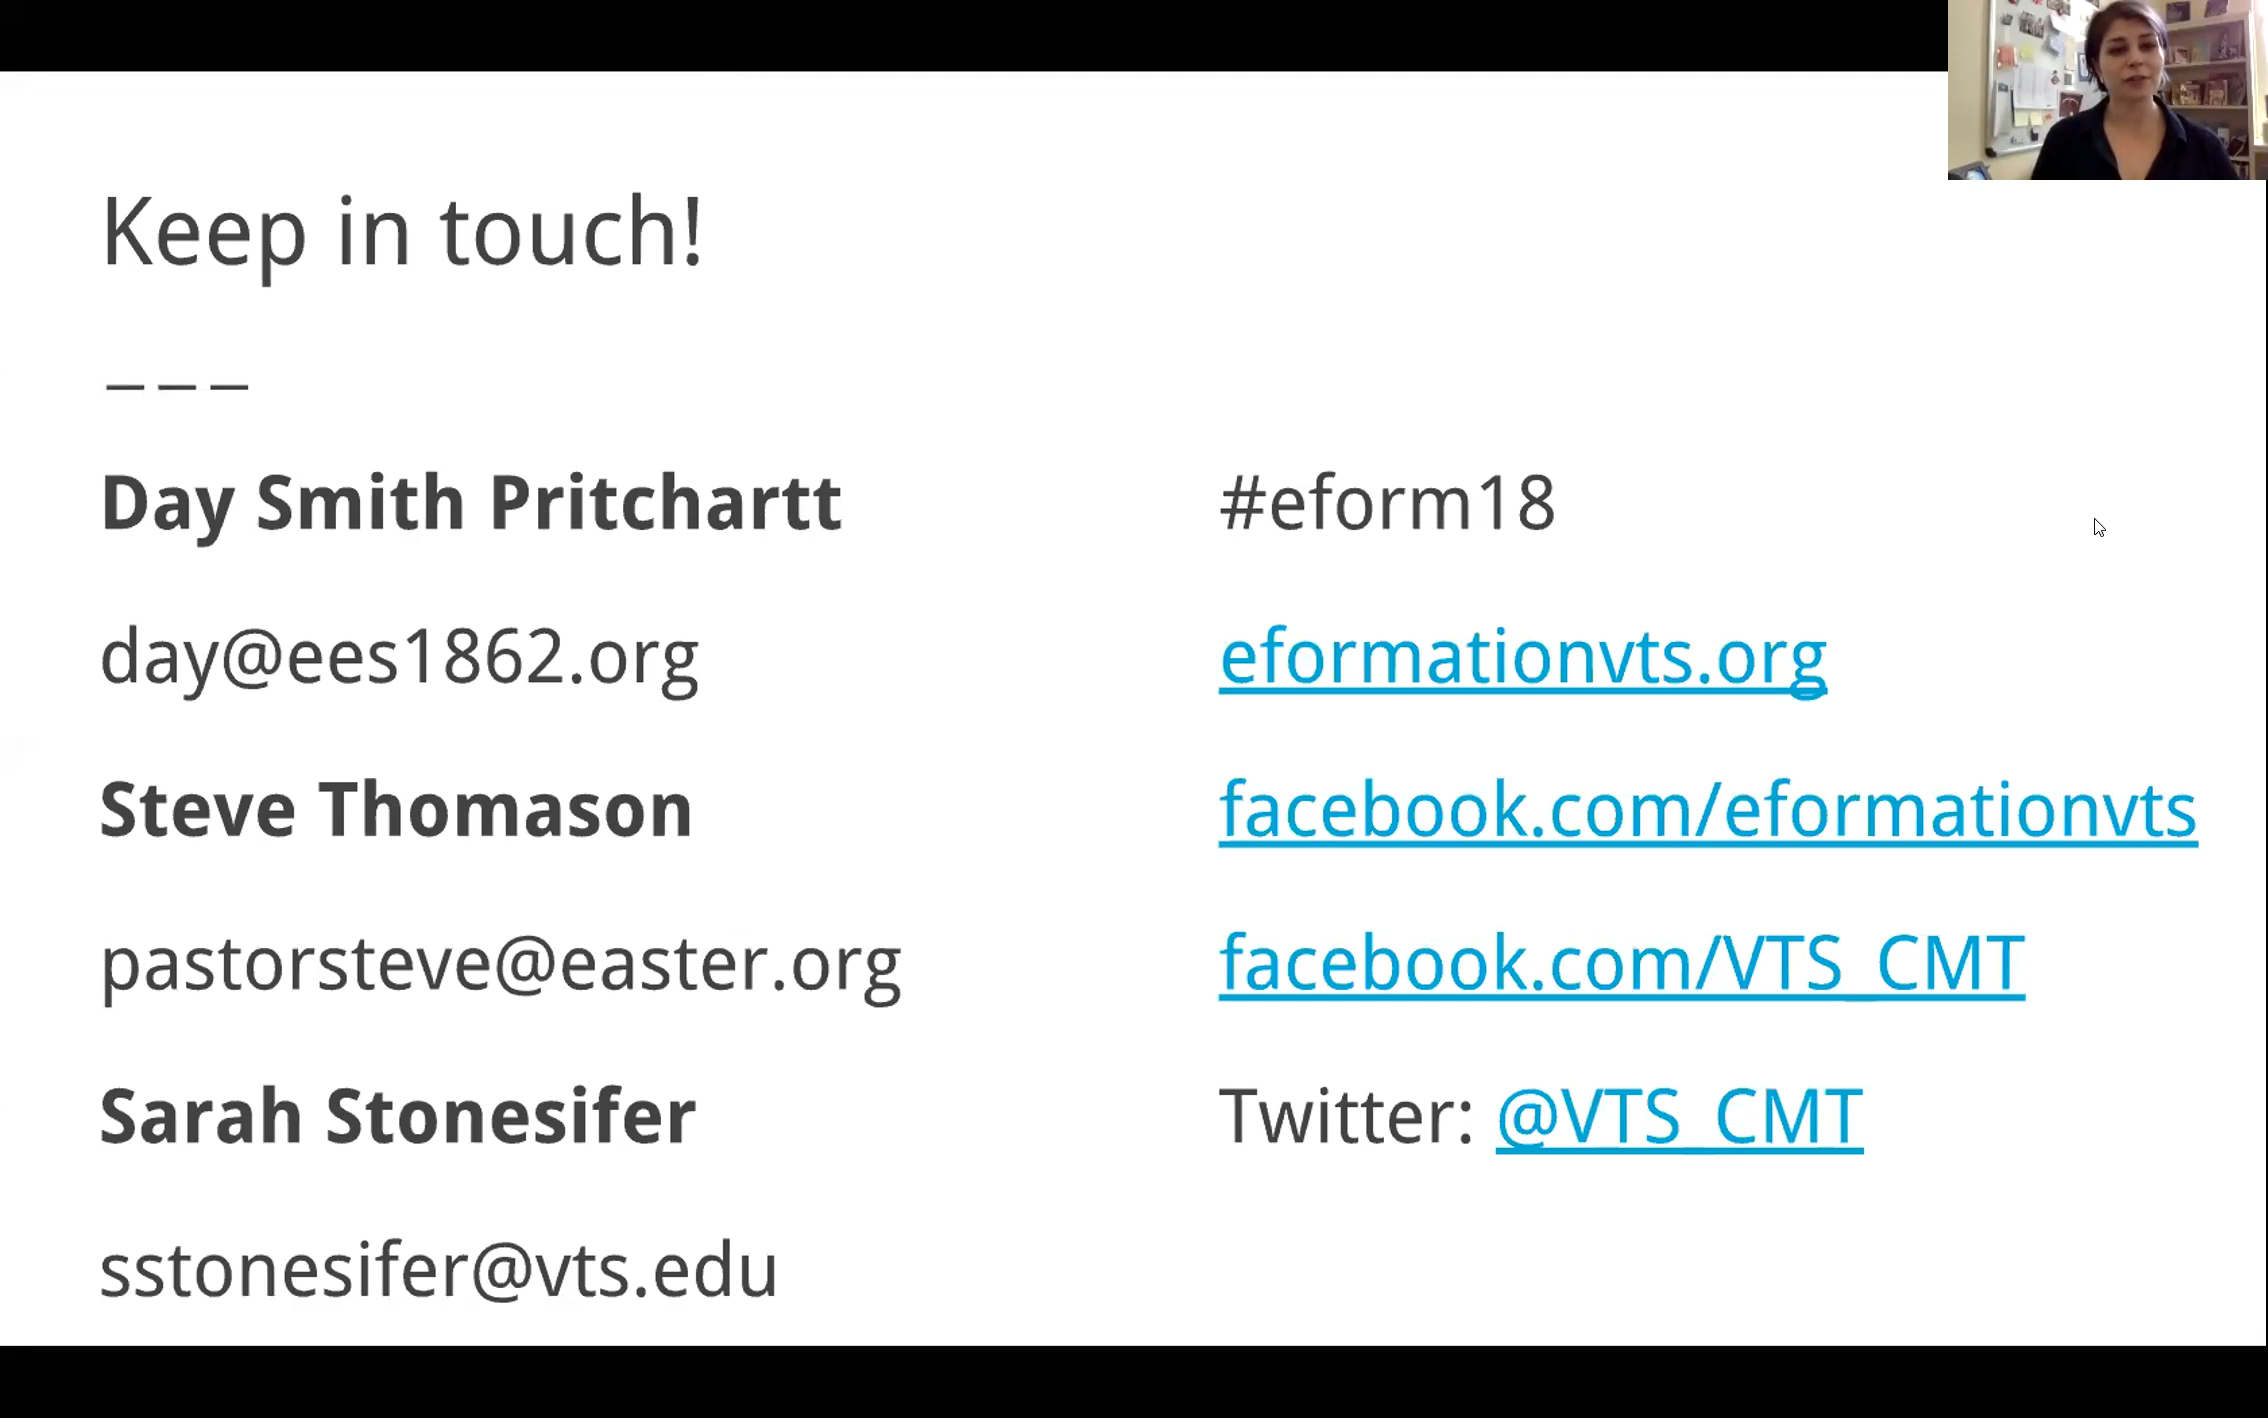 Keep in touch!
Day Smith Pritchartt
day@ees1862.org
Steve Thomason
pastorsteve@easter.org
Sarah Stonesifer
sstonesifer@vts.edu
#eform18
eformationvts.org
facebook.com/eformationvts
facebook.com/VTS_CMT
Twitter: @VTS_CMT